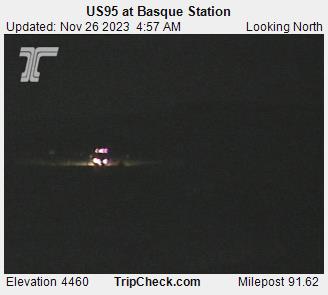 US95 at Basque Station
Updated: Nov 26 2023 4:57 AM Looking North
Elevation 4460 TripCheck.com Milepost 91.62